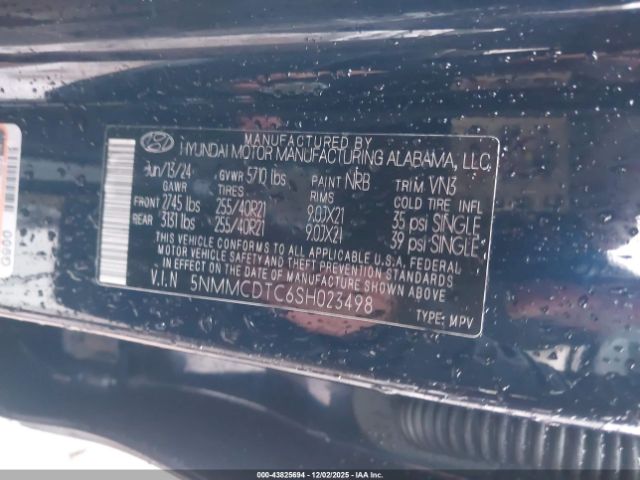 MANUFACTURED BY
HYUNDAI MOTOR MANUFACTURING ALABAMA, LLC.
Jun/13/24 GVWR 5710 lbs PAINT NRB TRIM VN3
GAWR TIRES RIMS COLD TIRE INFL
FRONT 2745 lbs 255/40R21 9.0JX21 35 psi SINGLE
REAR 3131 lbs 255/40R21 9.0JX21 39 psi SINGLE
THIS VEHICLE CONFORMS TO ALL APPLICABLE U.S.A FEDERAL
MOTOR VEHICLE SAFETY AND THEFT PREVENTION STANDARDS
IN EFFECT ON THE DATE OF MANUFACTURE SHOWN ABOVE.
V.I.N 5NMMCDTC6SH023498
TYPE: MPV
000-43825694 12/02/2025 - IAA Inc.